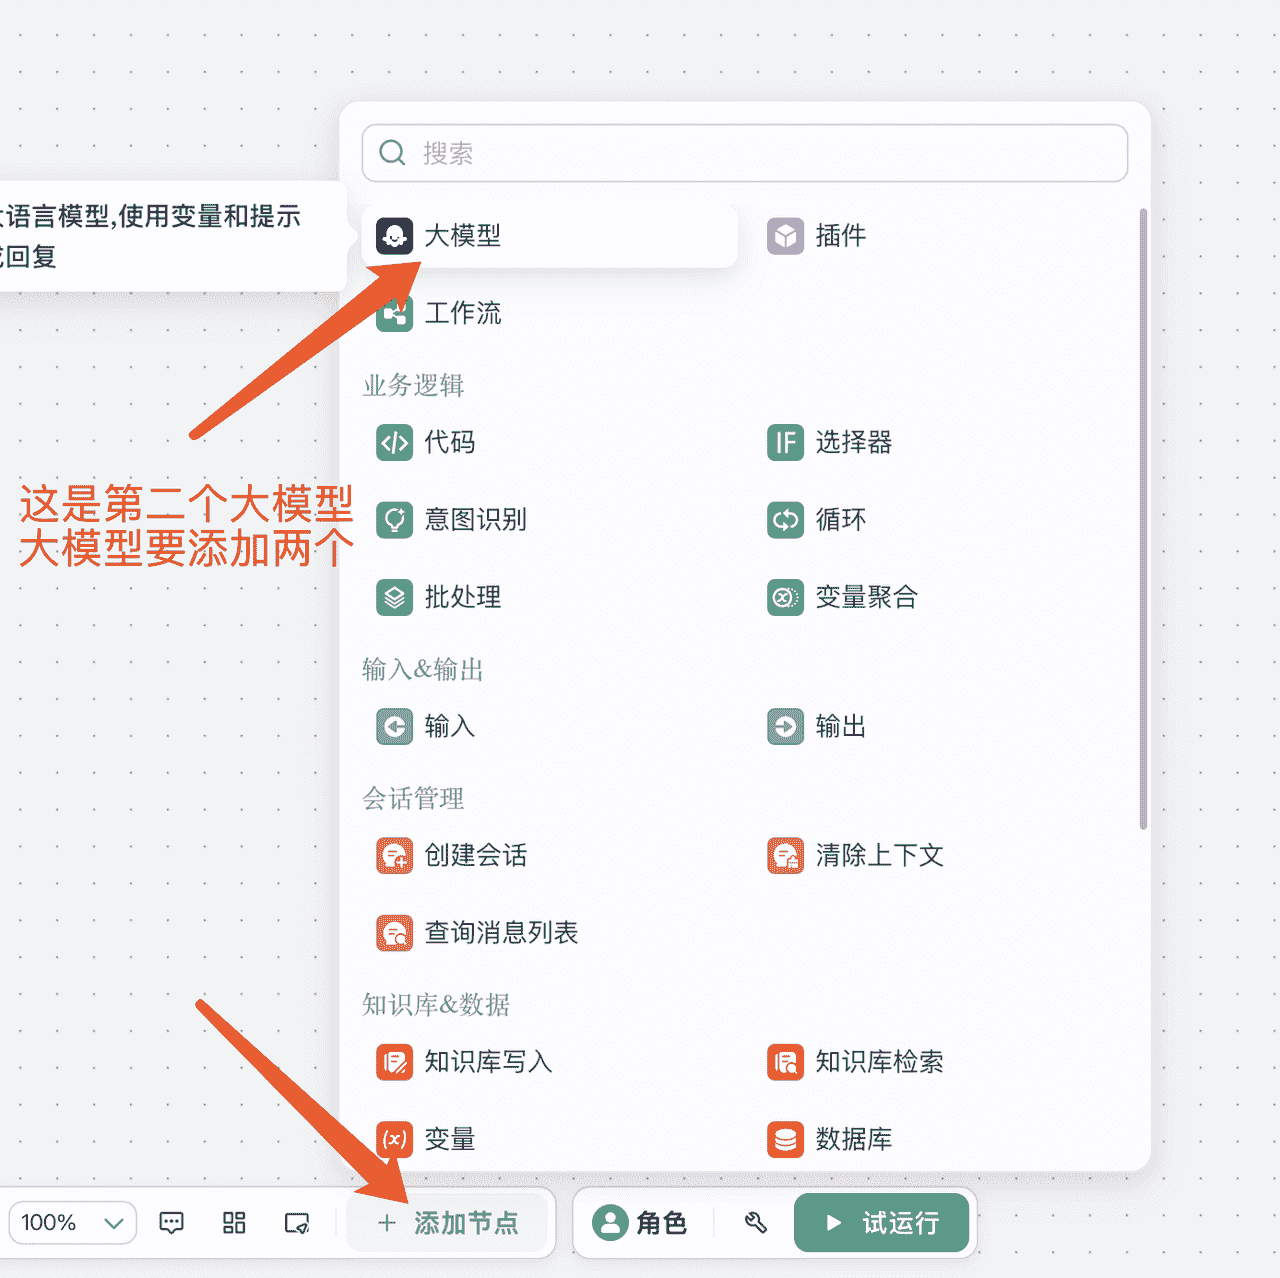 搜索
语言模型,使用变量和提示
回复
大模型
插件
工作流
业务逻辑
代码
选择器
这是第二个大模型
大模型要添加两个
意图识别
IF
循环
批处理
变量聚合
输入&输出
输入
输出
会话管理
创建会话
清除上下文
查询消息列表
知识库&数据
知识库写入
知识库检索
(x)
变量
数据库
100%
+ 添加节点
角色
试运行